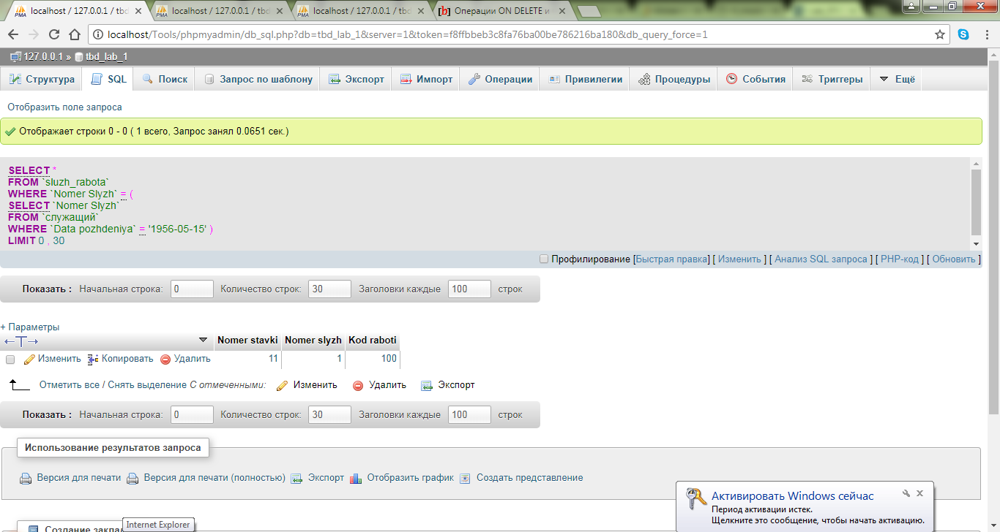 localhost / 127.0.0.1 / tbd localhost / 127.0.0.1 / tbd localhost / 127.0.0.1 / tbd [b] Операции ON DELETE и
localhost/Tools/phpmyadmin/db_sql.php?db=tbd_lab_1&server=1&token=f8ffbbeb3c8fa76ba00be786216ba180&db_query_force=1
127.0.0.1 » tbd_lab_1
Структура SQL Поиск Запрос по шаблону Экспорт Импорт Операции Привилегии Процедуры События Триггеры Ещё
Отобразить поле запроса
Отображает строки 0 - 0 ( 1 всего, Запрос занял 0.0651 сек.)
SELECT *
FROM `sluzh_rabota`
WHERE `Nomer Slyzh` = (
SELECT `Nomer Slyzh`
FROM `служащий`
WHERE `Data pozhdeniya` = '1956-05-15' )
LIMIT 0 , 30
Профилирование [Быстрая правка] [ Изменить ] [ Анализ SQL запроса ] [ PHP-код ] [ Обновить ]
Показать : Начальная строка: 0 Количество строк: 30 Заголовки каждые 100 строк
+ Параметры
←T→ Nomer stavki Nomer slyzh Kod raboti
Изменить Копировать Удалить 11 1 100
Отметить все / Снять выделение С отмеченными: Изменить Удалить Экспорт
Показать : Начальная строка: 0 Количество строк: 30 Заголовки каждые 100 строк
Использование результатов запроса
Версия для печати Версия для печати (полностью) Экспорт Отобразить график Создать представление
Активировать Windows сейчас
Период активации истек.
Щелкните это сообщение, чтобы начать активацию.
Создание
Internet Explorer